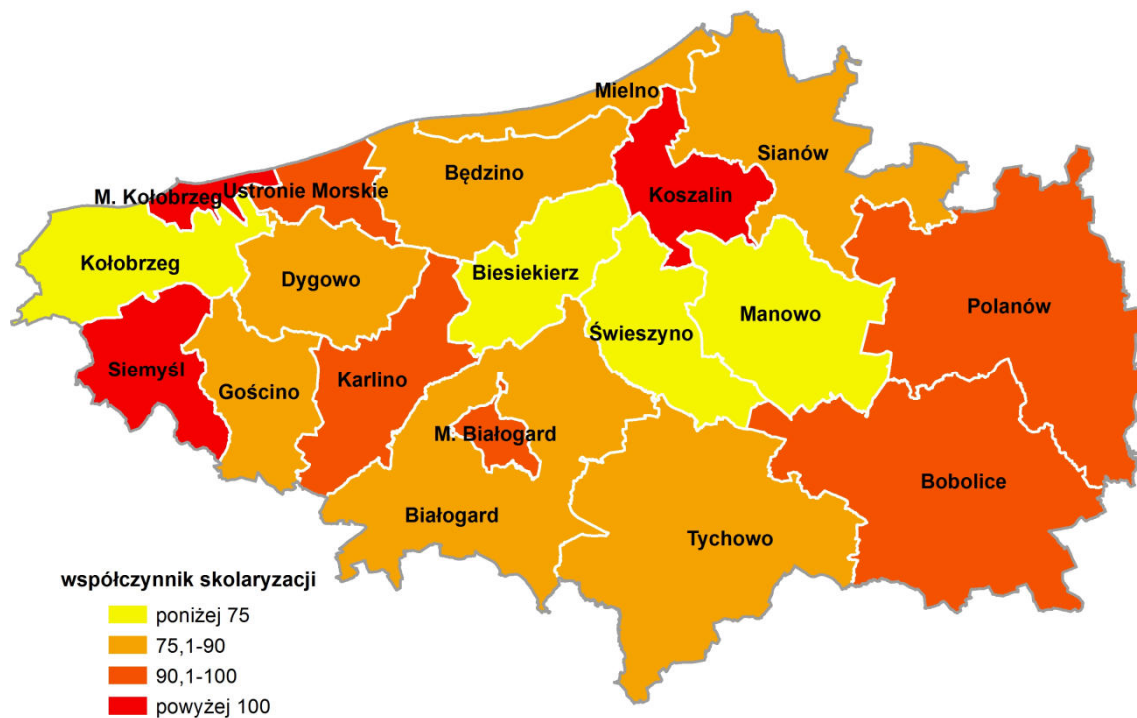 Mielno
Sianów
Będzino
M. Kołobrzeg
Ustronie Morskie
Koszalin
Kołobrzeg
Dygowo
Biesiekierz
Polanów
Manowo
Świeszyno
Siemyśl
Gościno
Karlino
M. Białogard
Bobolice
Białogard
Tychowo
współczynnik skolaryzacji
poniżej 75
75,1-90
90,1-100
powyżej 100